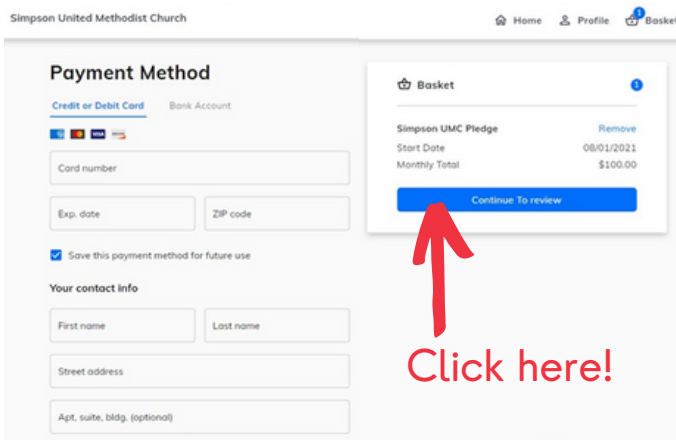 Simpson United Methodist Church
Home Profile 1 Basket
Payment Method
Credit or Debit Card Bank Account
VISA
Card number
Exp. date ZIP code
Save this payment method for future use
Your contact info
First name Last name
Street address
Apt, suite, bldg. (optional)
Basket 1
Simpson UMC Pledge Remove
Start Date 08/01/2021
Monthly Total $100.00
Continue To review
Click here!